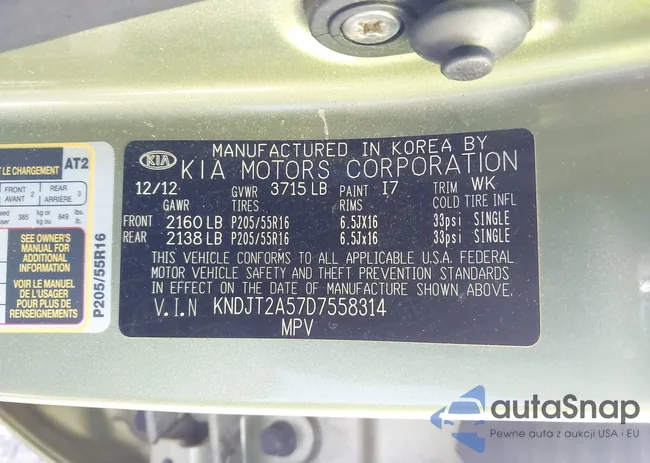 LE CHARGEMENT AT2
FRONT AVANT 2 REAR ARRIÈRE 3
385 kg or lbs. 849
SEE OWNER'S
MANUAL FOR
ADDITIONAL
INFORMATION
VOIR LE MANUEL
DE L'USAGER
POUR PLUS DE
RENSEIGNEMENTS
P205/55R16
MANUFACTURED IN KOREA BY
KIA KIA MOTORS CORPORATION
12/12 GVWR 3715 LB PAINT I7 TRIM WK
GAWR TIRES RIMS COLD TIRE INFL
FRONT 2160 LB P205/55R16 6.5JX16 33psi SINGLE
REAR 2138 LB P205/55R16 6.5Jx16 33psi SINGLE
THIS VEHICLE CONFORMS TO ALL APPLICABLE U.S.A. FEDERAL
MOTOR VEHICLE SAFETY AND THEFT PREVENTION STANDARDS
IN EFFECT ON THE DATE OF MANUFACTURE SHOWN ABOVE.
V.I.N KNDJT2A57D7558314
MPV
autaSnap
Pewne auta z aukcji USA i EU